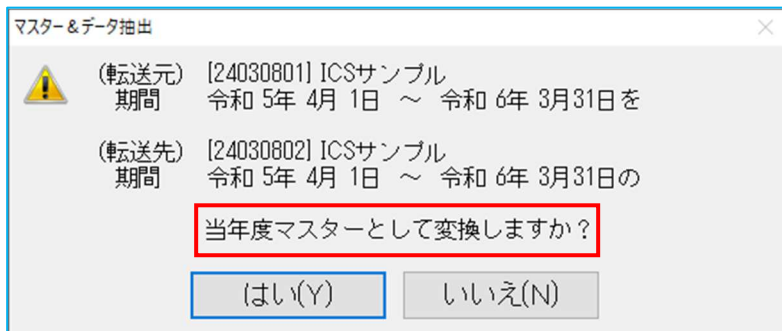 マスター＆データ抽出
(転送元) [24030801] ICSサンプル
期間 令和 5年 4月 1日 ～ 令和 6年 3月31日を
(転送先) [24030802] ICSサンプル
期間 令和 5年 4月 1日 ～ 令和 6年 3月31日の
当年度マスターとして変換しますか？
はい(Y) いいえ(N)